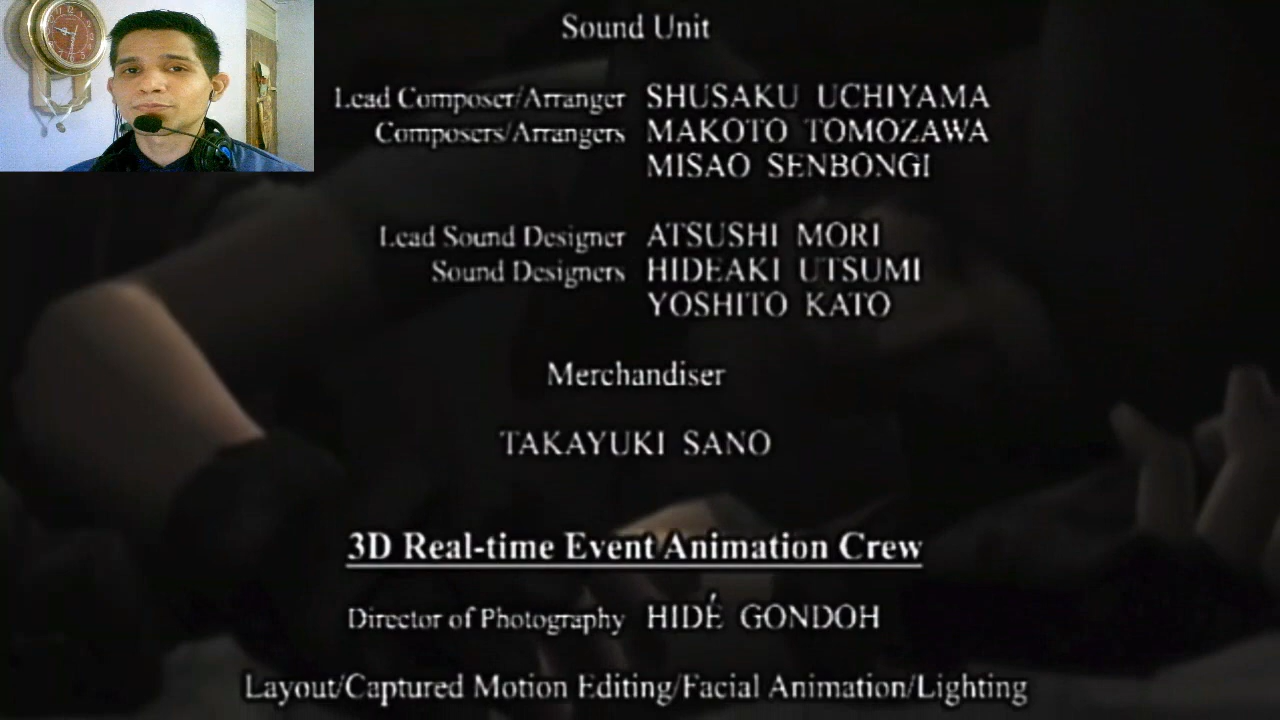 Sound Unit
Lead Composer/Arranger SHUSAKU UCHIYAMA
Composers/Arrangers MAKOTO TOMOZAWA
MISAO SENBONGI
Lead Sound Designer ATSUSHI MORI
Sound Designers HIDEAKI UTSUMI
YOSHITO KATO
Merchandiser
TAKAYUKI SANO
3D Real-time Event Animation Crew
Director of Photography HIDÉ GONDOH
Layout/Captured Motion Editing/Facial Animation/Lighting